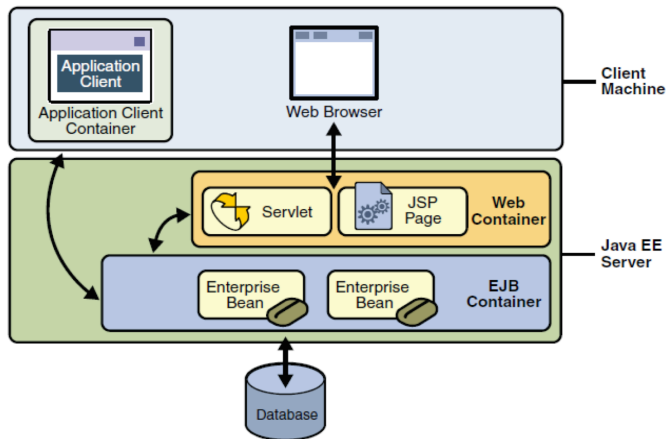 Application
Client
Application Client
Container
Web Browser
Client
Machine
Servlet
JSP
Page
Web
Container
Java EE
Server
Enterprise
Bean
Enterprise
Bean
EJB
Container
Database